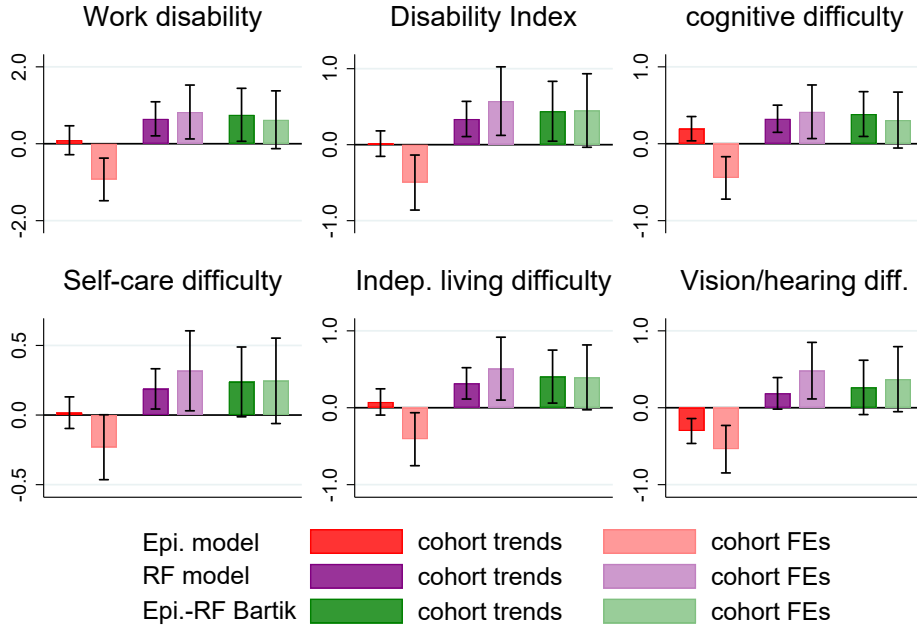 Work disability
Disability Index
cognitive difficulty
2.0
0.0
-2.0
1.0
0.0
-1.0
1.0
0.0
-1.0
Self-care difficulty
Indep. living difficulty
Vision/hearing diff.
0.5
0.0
-0.5
1.0
0.0
-1.0
1.0
0.0
-1.0
Epi. model cohort trends cohort FEs
RF model cohort trends cohort FEs
Epi.-RF Bartik cohort trends cohort FEs